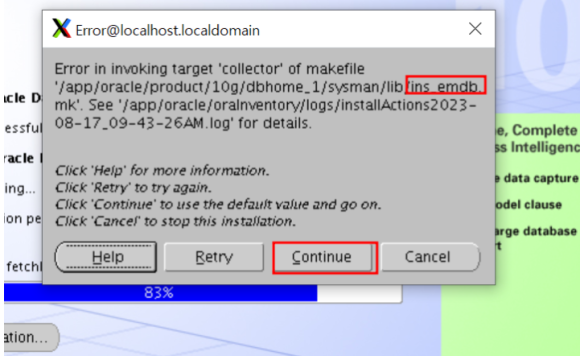 Error@localhost.localdomain
Error in invoking target 'collector' of makefile
'/app/oracle/product/10g/dbhome_1/sysman/lib/ins_emdb.
mk'. See '/app/oracle/oraInventory/logs/installActions2023-
08-17_09-43-26AM.log' for details.
Click 'Help' for more information.
Click 'Retry' to try again.
Click 'Continue' to use the default value and go on.
Click 'Cancel' to stop this installation.
Help Retry Continue Cancel
acle D
essful
racle
ing...
ion pe
fetchl
83%
ation...
10
e, Complete
ss Intelligenc
e data capture
odel clause
arge database
rt